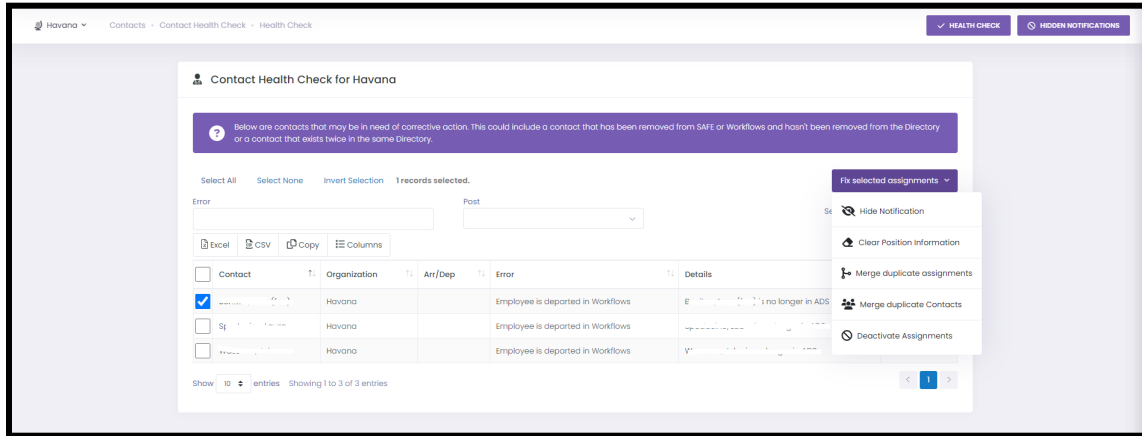 Havana Contacts - Contact Health Check - Health Check HEALTH CHECK HIDDEN NOTIFICATIONS
Contact Health Check for Havana
Below are contacts that may be in need of corrective action. This could include a contact that has been removed from SAFE or Workflows and hasn't been removed from the Directory
or a contact that exists twice in the same Directory.
Select All Select None Invert Selection 1 records selected. Fix selected assignments
Error Post
Hide Notification
Excel CSV Copy Columns
Clear Position Information
Contact Organization Arr/Dep Error Details
Merge duplicate assignments
Havana Employee is departed in Workflows is no longer in ADS
Merge duplicate Contacts
Havana Employee is departed in Workflows
Deactivate Assignments
Havana Employee is departed in Workflows
Show 10 entries Showing 1 to 3 of 3 entries < 1 >